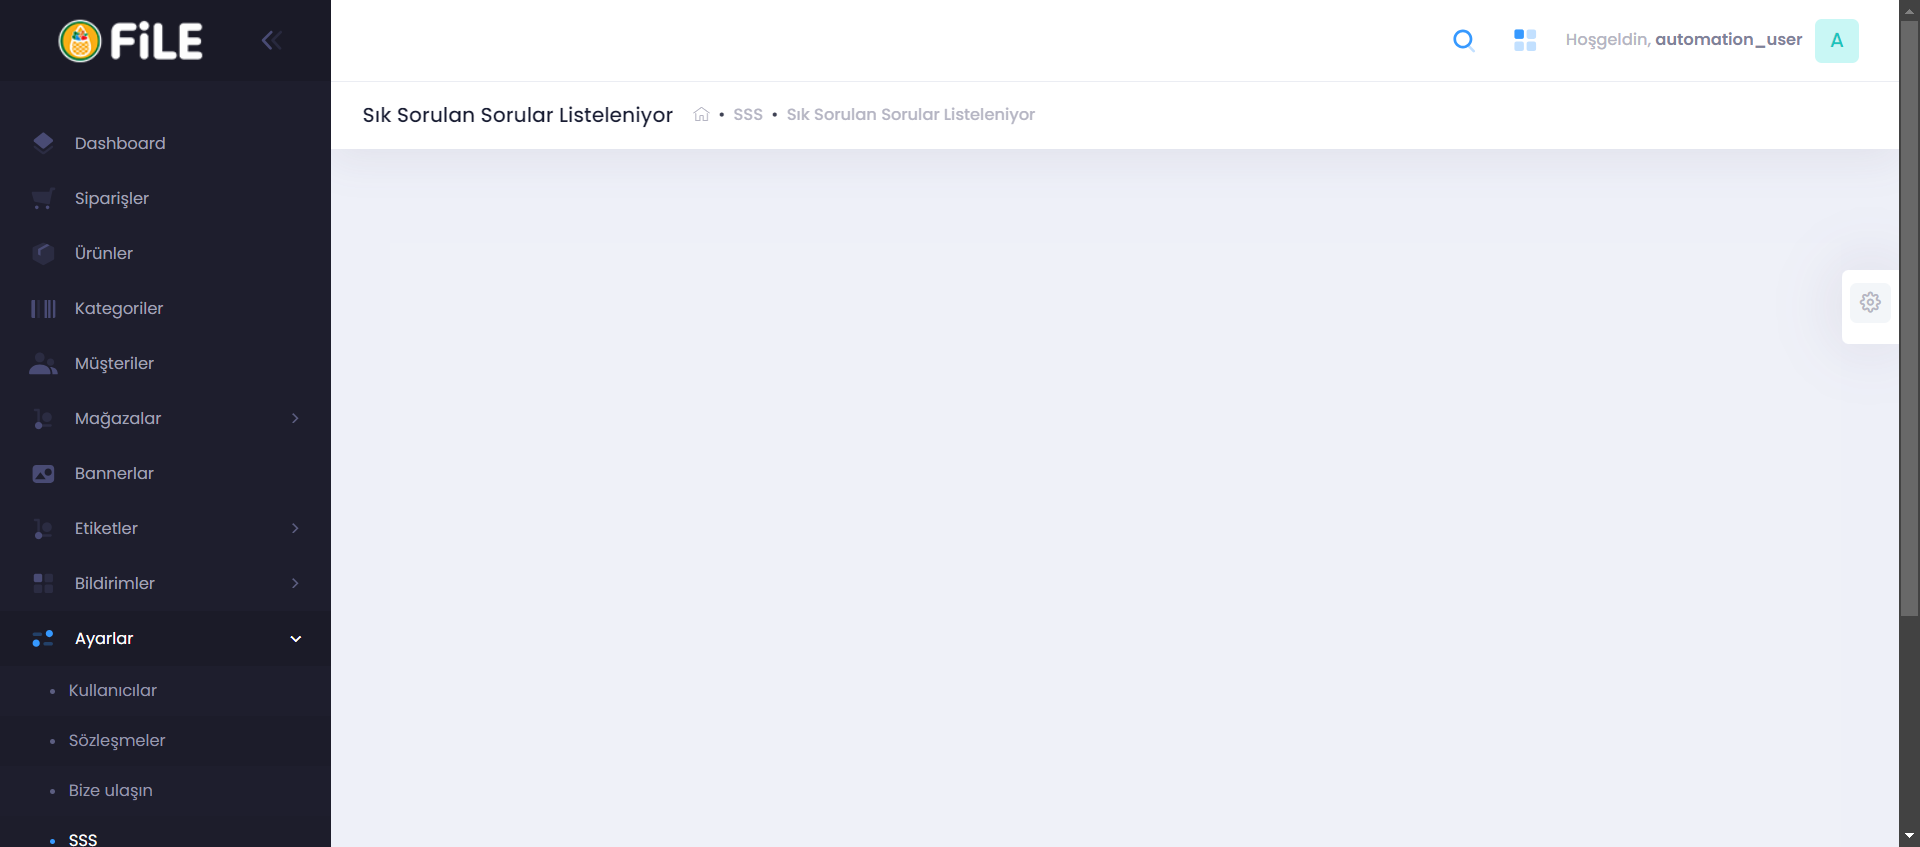 FiLE
Hoşgeldin, automation_user
A
Sık Sorulan Sorular Listeleniyor
• SSS • Sık Sorulan Sorular Listeleniyor
Dashboard
Siparişler
Ürünler
Kategoriler
Müşteriler
Mağazalar
Bannerlar
Etiketler
Bildirimler
Ayarlar
• Kullanıcılar
• Sözleşmeler
• Bize ulaşın
• SSS